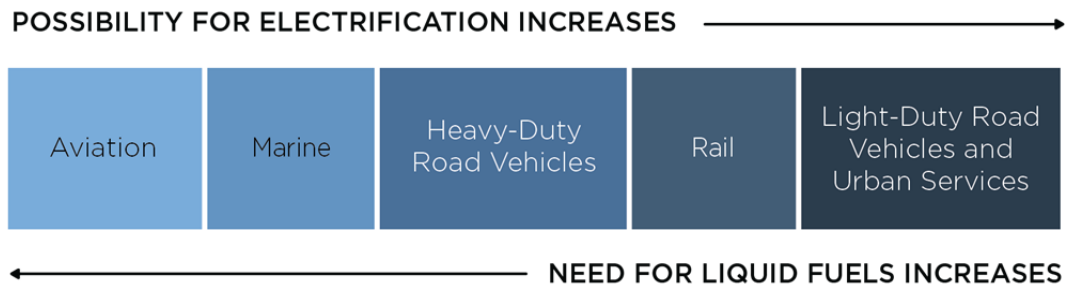 POSSIBILITY FOR ELECTRIFICATION INCREASES
Aviation
Marine
Heavy-Duty
Road Vehicles
Rail
Light-Duty Road
Vehicles and
Urban Services
NEED FOR LIQUID FUELS INCREASES